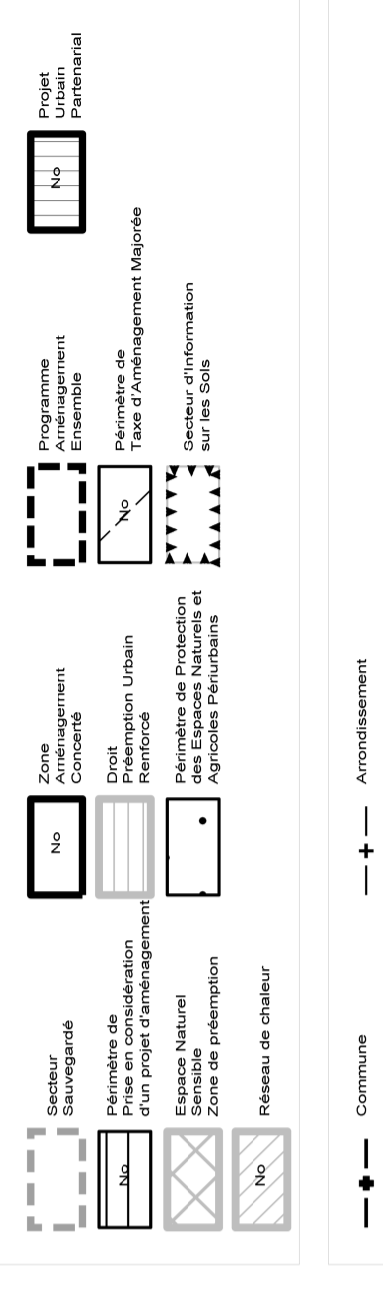 Secteur
Sauvegardé
No
Zone
Aménagement
Concerté
Programme
Aménagement
Ensemble
No
Projet
Urbain
Partenarial
No
Périmètre de
Prise en considération
d'un projet d'aménagement
Droit
Préemption Urbain
Renforcé
No
Périmètre de
Taxe d'Aménagement Majorée
Espace Naturel
Sensible
Zone de préemption
Périmètre de Protection
des Espaces Naturels et
Agricoles Périurbains
Secteur d'Information
sur les Sols
No
Réseau de chaleur
Commune
Arrondissement